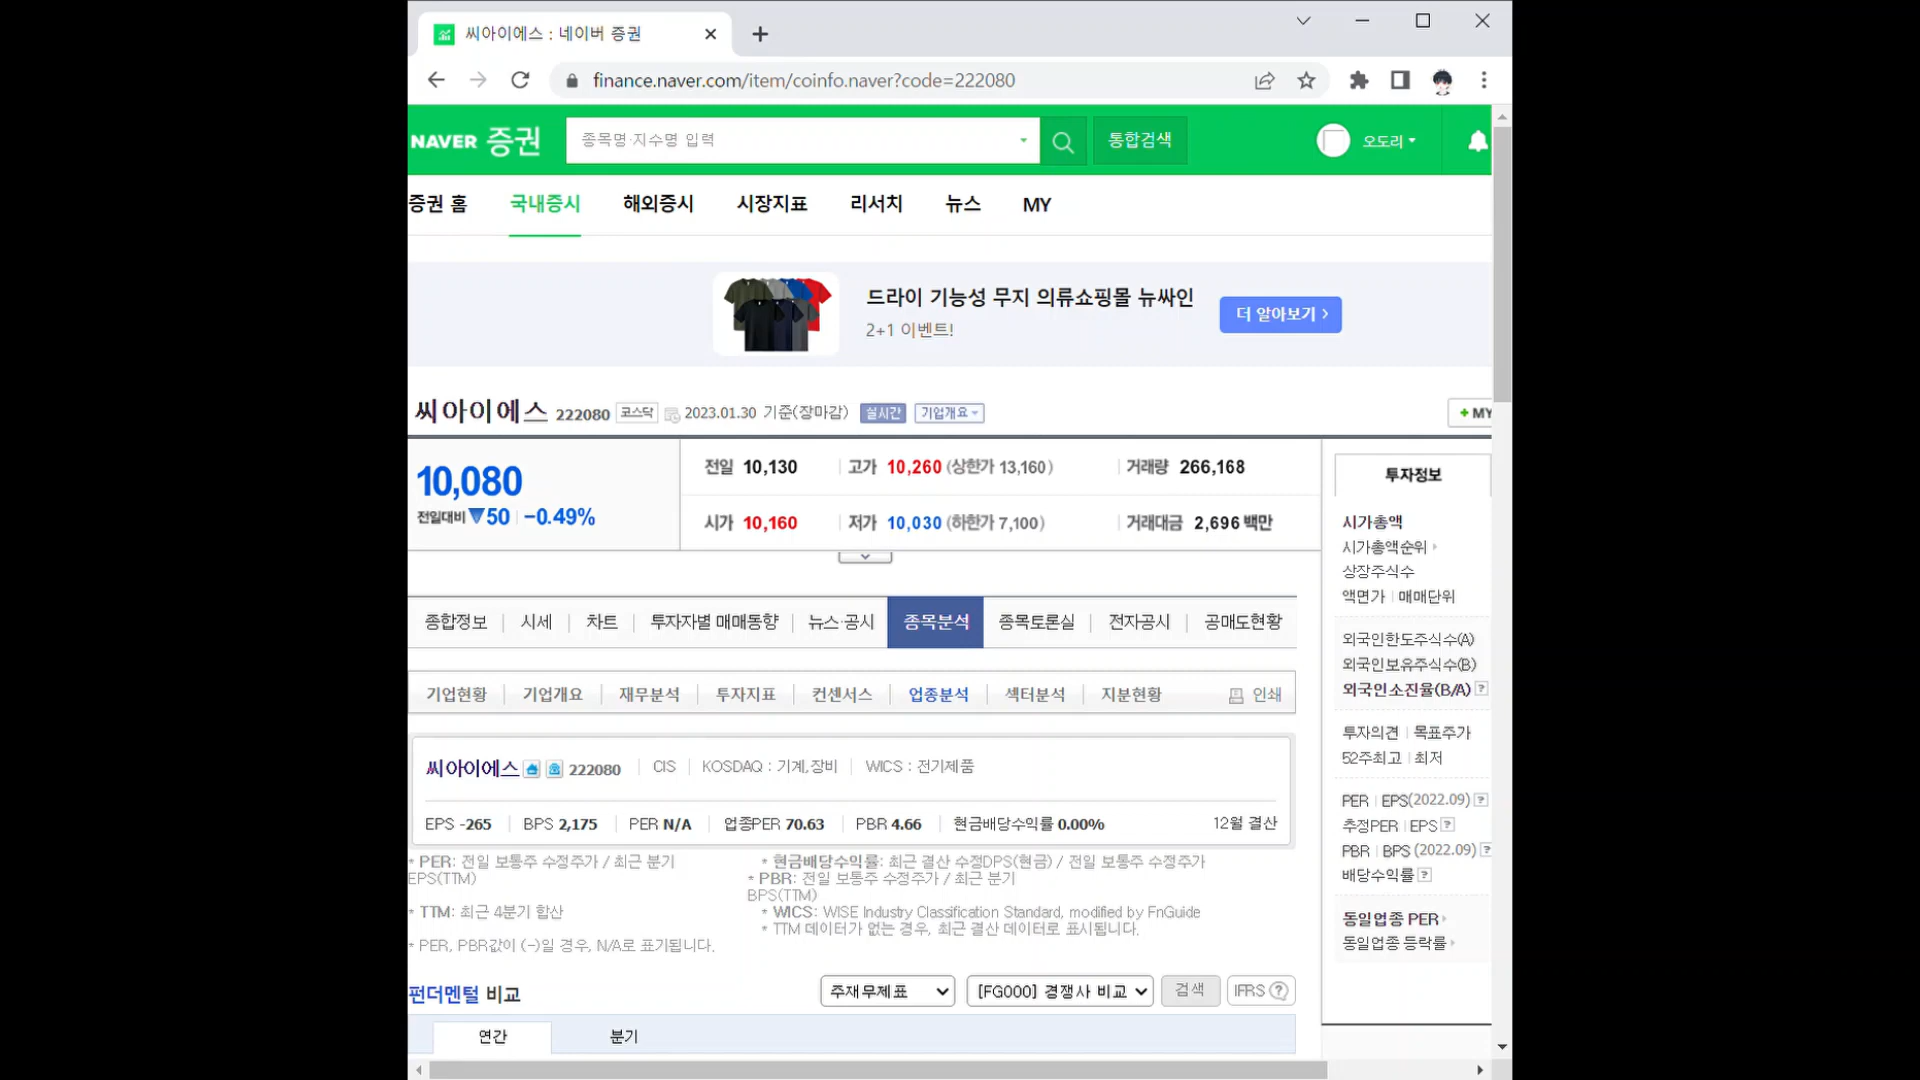 씨아이에스 : 네이버 증권
finance.naver.com/item/coinfo.naver?code=222080
NAVER 증권
종목명·지수명 입력
통합검색
오도리
증권 홈 국내증시 해외증시 시장지표 리서치 뉴스 MY
드라이 기능성 무지 의류쇼핑몰 뉴싸인
2+1 이벤트!
더 알아보기 >
씨아이에스 222080 코스닥 2023.01.30 기준(장마감) 실시간 기업개요
+ MY
10,080
전일대비 ▼50 -0.49%
전일 10,130 고가 10,260 (상한가 13,160) 거래량 266,168
시가 10,160 저가 10,030 (하한가 7,100) 거래대금 2,696 백만
투자정보
시가총액
시가총액순위
상장주식수
액면가 | 매매단위
외국인한도주식수(A)
외국인보유주식수(B)
외국인소진율(B/A) ?
투자의견 | 목표주가
52주최고 | 최저
PER | EPS(2022.09) ?
추정PER | EPS ?
PBR | BPS (2022.09) ?
배당수익률 ?
동일업종 PER
동일업종 등락률
종합정보 시세 차트 투자자별 매매동향 뉴스·공시 종목분석 종목토론실 전자공시 공매도현황
기업현황 기업개요 재무분석 투자지표 컨센서스 업종분석 섹터분석 지분현황 인쇄
씨아이에스 222080 CIS KOSDAQ : 기계,장비 WICS : 전기제품
EPS -265 BPS 2,175 PER N/A 업종PER 70.63 PBR 4.66 현금배당수익률 0.00% 12월 결산
* PER: 전일 보통주 수정주가 / 최근 분기
EPS(TTM)
* 현금배당수익률: 최근 결산 수정DPS(현금) / 전일 보통주 수정주가
* PBR: 전일 보통주 수정주가 / 최근 분기
BPS(TTM)
* TTM: 최근 4분기 합산
* WICS: WISE Industry Classification Standard, modified by FnGuide
* TTM 데이터가 없는 경우, 최근 결산 데이터로 표시됩니다.
* PER, PBR값이 (-)일 경우, N/A로 표기됩니다.
펀더멘털 비교
주재무제표 [FG000] 경쟁사 비교 검색 IFRS ?
연간 분기